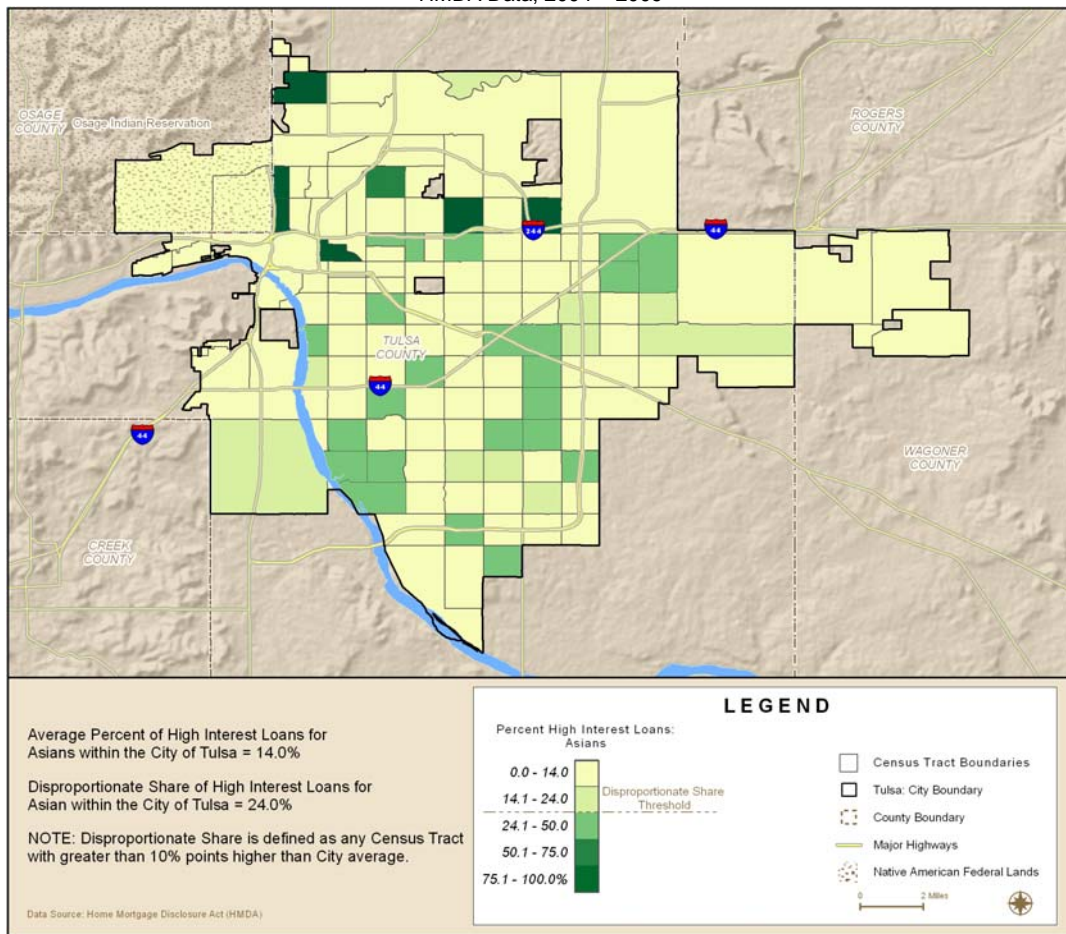 OSAGE
COUNTY
Osage Indian Reservation
ROGERS
COUNTY
244
44
TULSA
COUNTY
44
44
WAGONER
COUNTY
CREEK
COUNTY
Average Percent of High Interest Loans for
Asians within the City of Tulsa = 14.0%
Disproportionate Share of High Interest Loans for
Asian within the City of Tulsa = 24.0%
NOTE: Disproportionate Share is defined as any Census Tract
with greater than 10% points higher than City average.
Data Source: Home Mortgage Disclosure Act (HMDA)
LEGEND
Percent High Interest Loans:
Asians
0.0 - 14.0
14.1 - 24.0
24.1 - 50.0
50.1 - 75.0
75.1 - 100.0%
Disproportionate Share
Threshold
Census Tract Boundaries
Tulsa: City Boundary
County Boundary
Major Highways
Native American Federal Lands
0 2 Miles